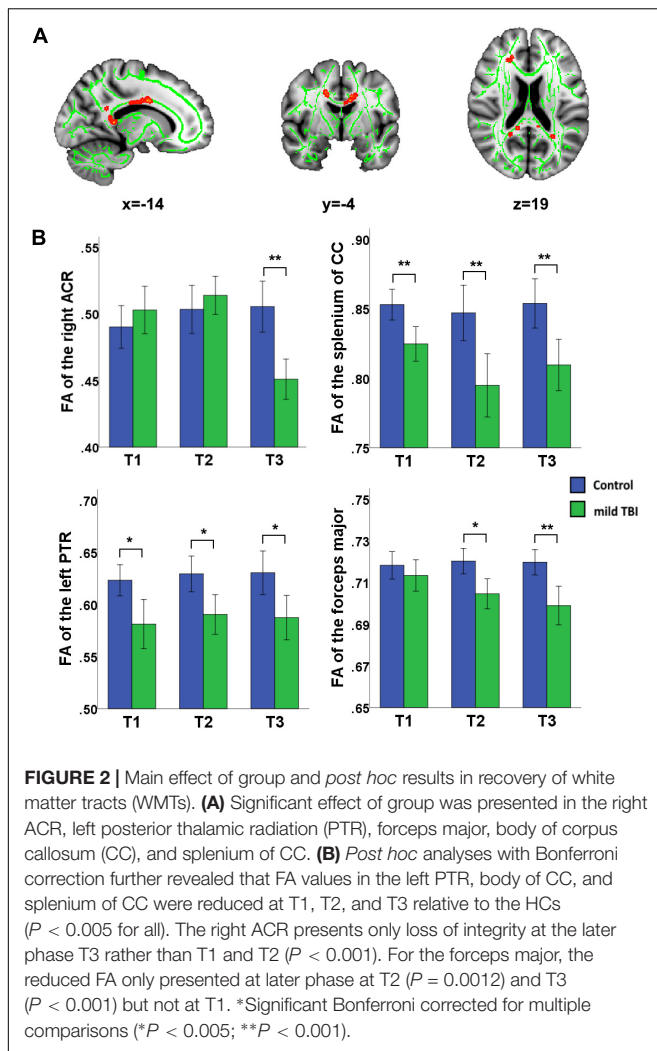 A
x=-14
y=-4
z=19
B
FA of the right ACR
.55
.50
.45
.40
**
T1 T2 T3
FA of the splenium of CC
.90
.85
.80
.75
** ** **
T1 T2 T3
Control
mild TBI
FA of the left PTR
.70
.65
.60
.55
.50
* * *
T1 T2 T3
FA of the forceps major
.75
.73
.71
.69
.67
.65
* **
T1 T2 T3
FIGURE 2 | Main effect of group and post hoc results in recovery of white
matter tracts (WMTs). (A) Significant effect of group was presented in the right
ACR, left posterior thalamic radiation (PTR), forceps major, body of corpus
callosum (CC), and splenium of CC. (B) Post hoc analyses with Bonferroni
correction further revealed that FA values in the left PTR, body of CC, and
splenium of CC were reduced at T1, T2, and T3 relative to the HCs
(P < 0.005 for all). The right ACR presents only loss of integrity at the later
phase T3 rather than T1 and T2 (P < 0.001). For the forceps major, the
reduced FA only presented at later phase at T2 (P = 0.0012) and T3
(P < 0.001) but not at T1. *Significant Bonferroni corrected for multiple
comparisons (*P < 0.005; **P < 0.001).